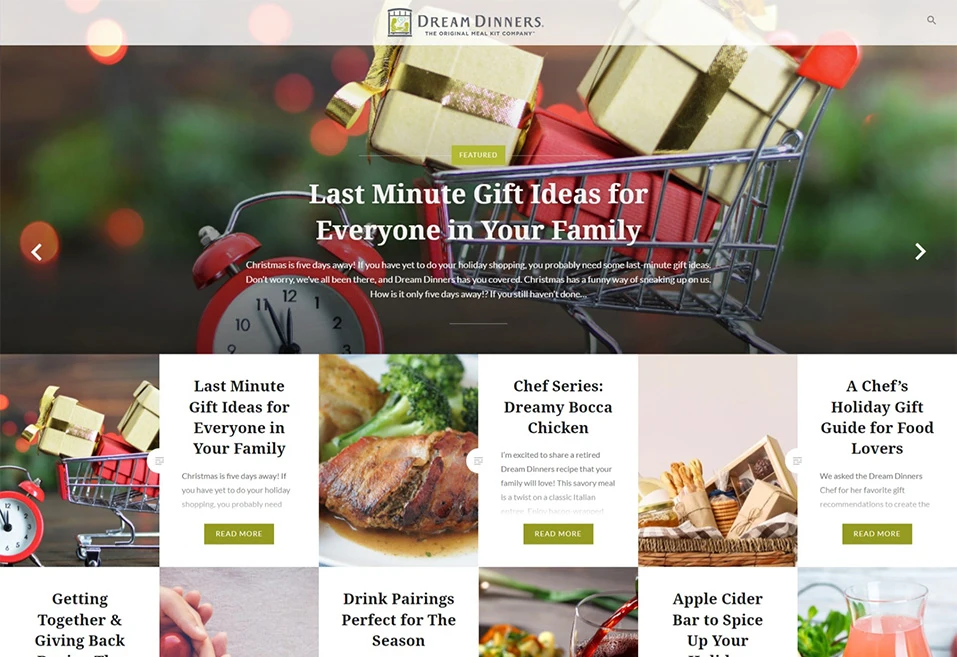 DREAM DINNERS.
THE ORIGINAL MEAL KIT COMPANY™
FEATURED
Last Minute Gift Ideas for
Everyone in Your Family
Christmas is five days away! If you have yet to do your holiday shopping, you probably need some last-minute gift ideas.
Don't worry, we've all been there, and Dream Dinners has you covered. Christmas has a funny way of sneaking up on us.
How is it only five days away!? If you still haven't done...
10
11
12
1
2
9
3
Last Minute
Gift Ideas for
Everyone in
Your Family
Christmas is five days away! If
you have yet to do your holiday
shopping, you probably need
READ MORE
Chef Series:
Dreamy Bocca
Chicken
I'm excited to share a retired
Dream Dinners recipe that your
family will love! This savory meal
is a twist on a classic Italian
READ MORE
A Chef's
Holiday Gift
Guide for Food
Lovers
We asked the Dream Dinners
Chef for her favorite gift
recommendations to create the
READ MORE
Getting
Together &
Giving Back
Drink Pairings
Perfect for The
Season
Apple Cider
Bar to Spice
Up Your